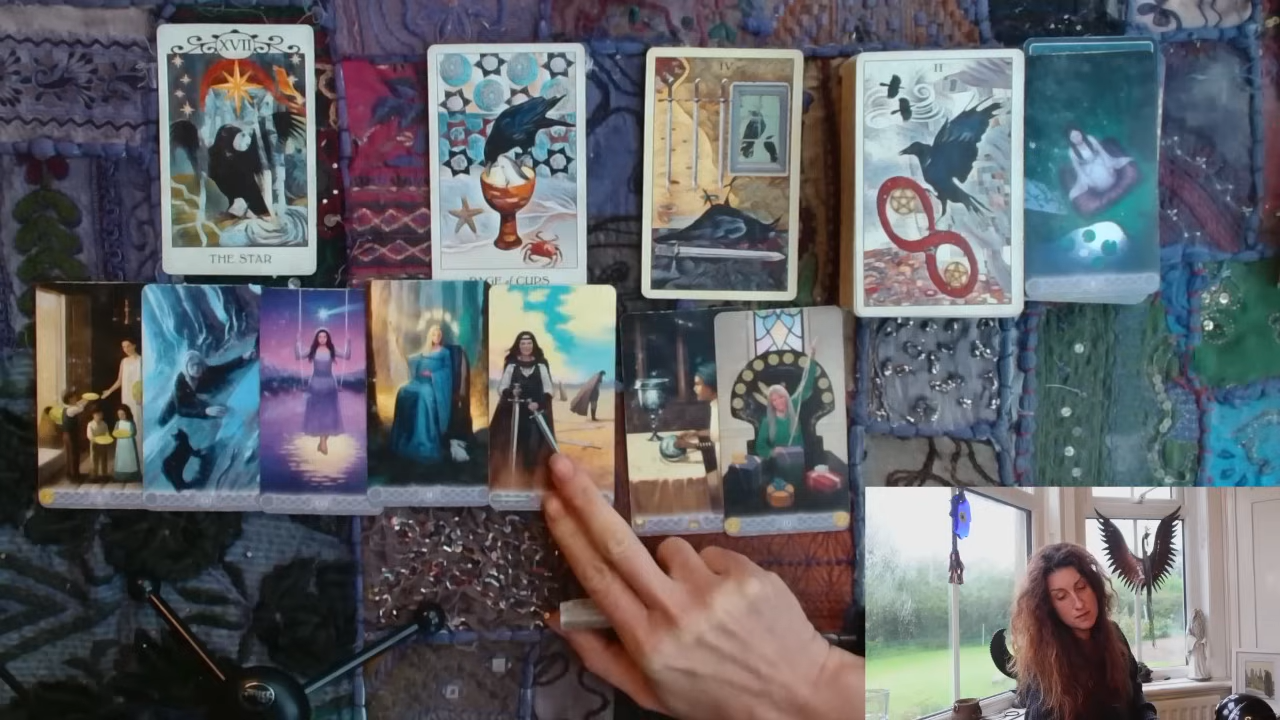 XVII
THE STAR
PAGE of CUPS
IV
II